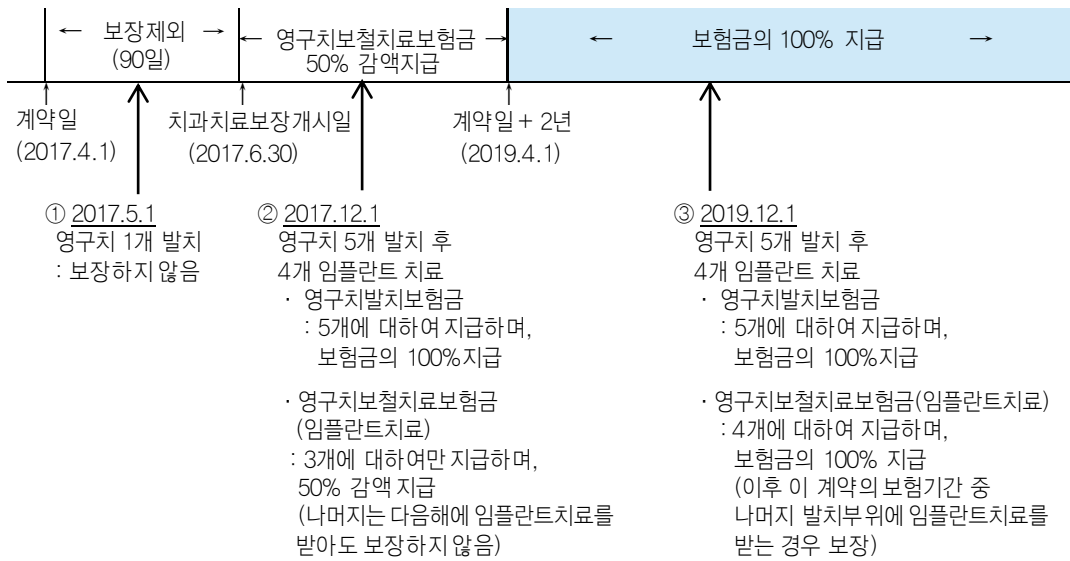 ← 보장제외 →
(90일)
← 영구치보철치료보험금 →
50% 감액지급
← 보험금의 100% 지급 →
계약일
(2017.4.1)
치과치료보장개시일
(2017.6.30)
계약일 + 2년
(2019.4.1)
① 2017.5.1
영구치 1개 발치
: 보장하지 않음
② 2017.12.1
영구치 5개 발치 후
4개 임플란트 치료
· 영구치발치보험금
: 5개에 대하여 지급하며,
보험금의 100%지급
· 영구치보철치료보험금
(임플란트치료)
: 3개에 대하여만 지급하며,
50% 감액 지급
(나머지는 다음해에 임플란트치료를
받아도 보장하지 않음)
③ 2019.12.1
영구치 5개 발치 후
4개 임플란트 치료
· 영구치발치보험금
: 5개에 대하여 지급하며,
보험금의 100%지급
· 영구치보철치료보험금(임플란트치료)
: 4개에 대하여 지급하며,
보험금의 100% 지급
(이후 이 계약의 보험기간 중
나머지 발치부위에 임플란트치료를
받는 경우 보장)